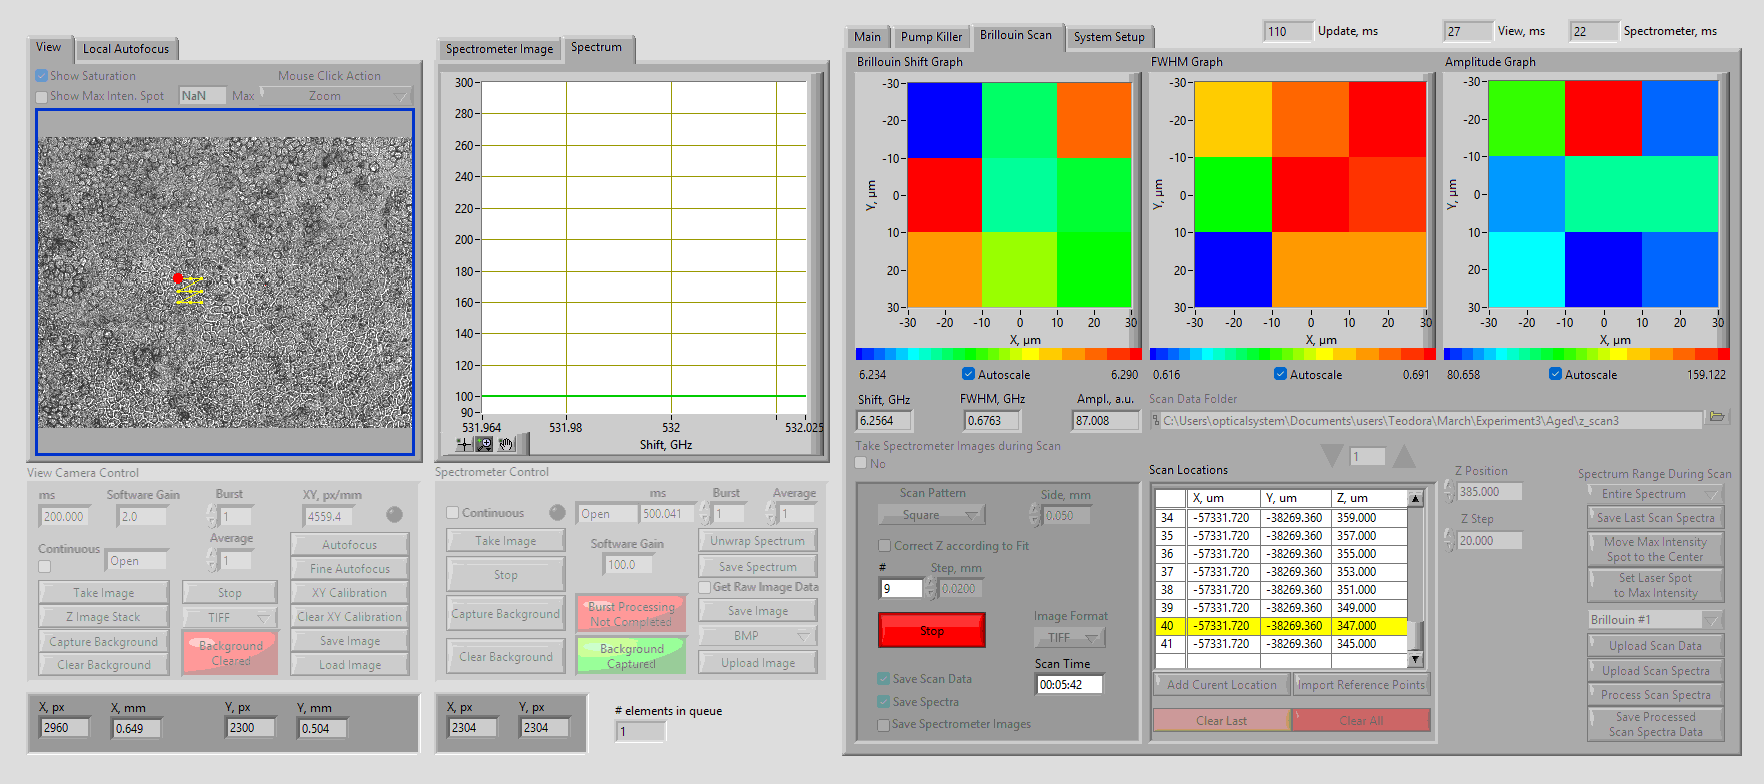 110 Update, ms
27 View, ms
22 Spectrometer, ms
View Local Autofocus
Show Saturation
Mouse Click Action
Show Max Inten. Spot NaN Max Zoom
View Camera Control
ms
200.000
Software Gain
2.0
Burst
1
XY, px/mm
4559.4
Average
1
Continuous
Open
Autofocus
Fine Autofocus
XY Calibration
Clear XY Calibration
Save Image
Load Image
Take Image
Z Image Stack
Capture Background
Clear Background
Stop
TIFF
Background
Cleared
X, px
2960
X, mm
0.649
Y, px
2300
Y, mm
0.504
Spectrometer Image Spectrum
300
280
260
240
220
200
180
160
140
120
100
90
531.964 531.98 532 532.025
Shift, GHz
Spectrometer Control
Continuous
Open
ms
500.041
Burst
1
Average
1
Take Image
Stop
Capture Background
Clear Background
Software Gain
100.0
Burst Processing
Not Completed
Background
Captured
Unwrap Spectrum
Save Spectrum
Get Raw Image Data
Save Image
BMP
Upload Image
X, px
2304
Y, px
2304
# elements in queue
1
Main Pump Killer Brillouin Scan System Setup
Brillouin Shift Graph
-30
-20
-10
0
10
20
30
Y, µm
-30 -20 -10 0 10 20 30
X, µm
6.234 Autoscale 6.290
FWHM Graph
-30
-20
-10
0
10
20
30
Y, µm
-30 -20 -10 0 10 20 30
X, µm
0.616 Autoscale 0.691
Amplitude Graph
-30
-20
-10
0
10
20
30
Y, µm
-30 -20 -10 0 10 20 30
X, µm
80.658 Autoscale 159.122
Shift, GHz
6.2564
FWHM, GHz
0.6763
Ampl., a.u.
87.008
Scan Data Folder
C:\Users\opticalsystem\Documents\users\Teodora\March\Experiment3\Aged\z_scan3
Take Spectrometer Images during Scan
No
Scan Pattern
Square
Side, mm
0.050
Correct Z according to Fit
#
9
Step, mm
0.0200
Stop
Image Format
TIFF
Scan Time
00:05:42
Save Scan Data
Save Spectra
Save Spectrometer Images
Scan Locations
1
X, um Y, um Z, um
34 -57331.720 -38269.360 359.000
35 -57331.720 -38269.360 357.000
36 -57331.720 -38269.360 355.000
37 -57331.720 -38269.360 353.000
38 -57331.720 -38269.360 351.000
39 -57331.720 -38269.360 349.000
40 -57331.720 -38269.360 347.000
41 -57331.720 -38269.360 345.000
Add Curent Location
Import Reference Points
Clear Last
Clear All
Z Position
385.000
Z Step
20.000
Spectrum Range During Scan
Entire Spectrum
Save Last Scan Spectra
Move Max Intensity
Spot to the Center
Set Laser Spot
to Max Intensity
Brillouin #1
Upload Scan Data
Upload Scan Spectra
Process Scan Spectra
Save Processed
Scan Spectra Data